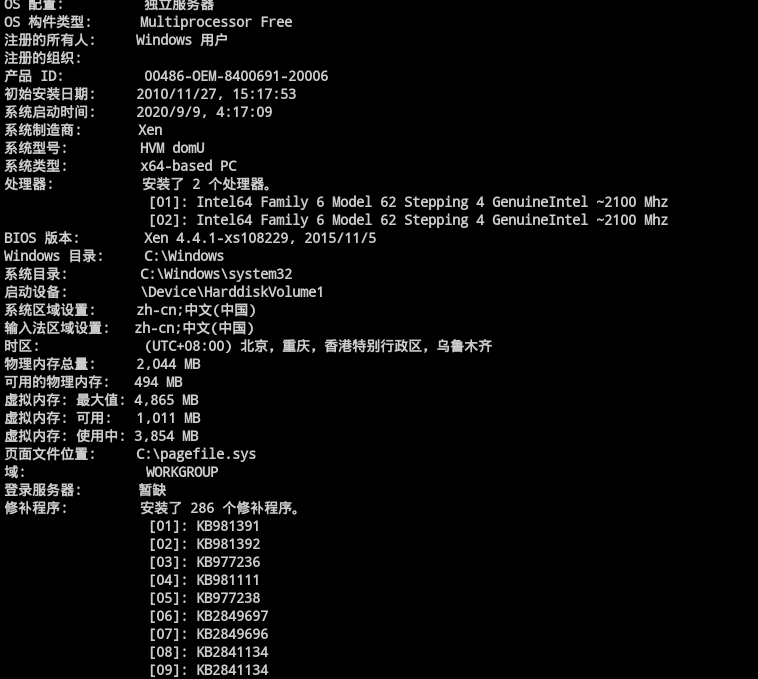 OS 配置:          独立服务器
OS 构件类型:      Multiprocessor Free
注册的所有人:     Windows 用户
注册的组织:
产品 ID:          00486-OEM-8400691-20006
初始安装日期:     2010/11/27, 15:17:53
系统启动时间:     2020/9/9, 4:17:09
系统制造商:       Xen
系统型号:         HVM domU
系统类型:         x64-based PC
处理器:           安装了 2 个处理器。
                  [01]: Intel64 Family 6 Model 62 Stepping 4 GenuineIntel ~2100 Mhz
                  [02]: Intel64 Family 6 Model 62 Stepping 4 GenuineIntel ~2100 Mhz
BIOS 版本:        Xen 4.4.1-xs108229, 2015/11/5
Windows 目录:     C:\Windows
系统目录:         C:\Windows\system32
启动设备:         \Device\HarddiskVolume1
系统区域设置:     zh-cn;中文(中国)
输入法区域设置:   zh-cn;中文(中国)
时区:             (UTC+08:00) 北京，重庆，香港特别行政区，乌鲁木齐
物理内存总量:     2,044 MB
可用的物理内存:   494 MB
虚拟内存: 最大值: 4,865 MB
虚拟内存: 可用:   1,011 MB
虚拟内存: 使用中: 3,854 MB
页面文件位置:     C:\pagefile.sys
域:               WORKGROUP
登录服务器:       暂缺
修补程序:         安装了 286 个修补程序。
                  [01]: KB981391
                  [02]: KB981392
                  [03]: KB977236
                  [04]: KB981111
                  [05]: KB977238
                  [06]: KB2849697
                  [07]: KB2849696
                  [08]: KB2841134
                  [09]: KB2841134